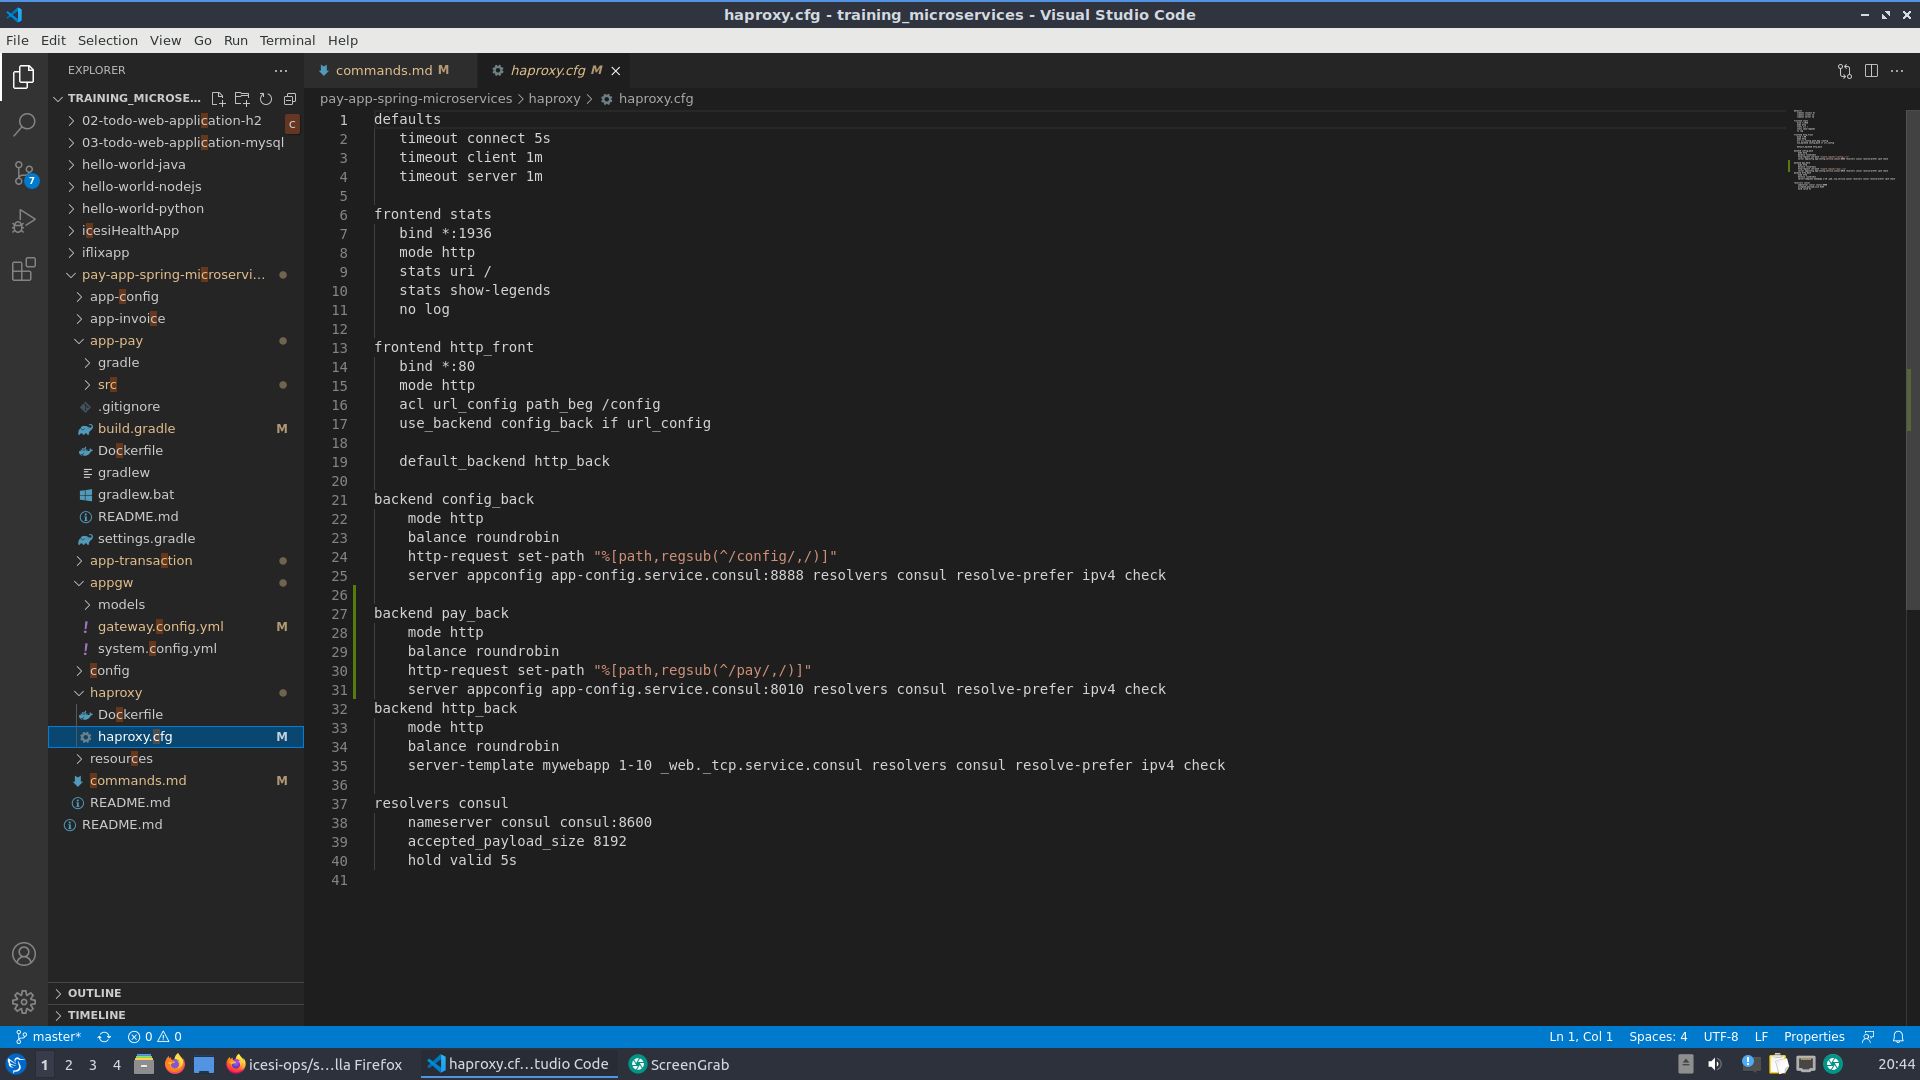 haproxy.cfg - training_microservices - Visual Studio Code
File Edit Selection View Go Run Terminal Help
EXPLORER
TRAINING_MICROSE...
02-todo-web-application-h2
c
03-todo-web-application-mysql
hello-world-java
hello-world-nodejs
hello-world-python
icesiHealthApp
iflixapp
pay-app-spring-microservi...
app-config
app-invoice
app-pay
gradle
src
.gitignore
build.gradle M
Dockerfile
gradlew
gradlew.bat
README.md
settings.gradle
app-transaction
appgw
models
gateway.config.yml M
system.config.yml
config
haproxy
Dockerfile
haproxy.cfg M
resources
commands.md M
README.md
README.md
OUTLINE
TIMELINE
7
commands.md M haproxy.cfg M
pay-app-spring-microservices > haproxy > haproxy.cfg
1 defaults
2 timeout connect 5s
3 timeout client 1m
4 timeout server 1m
5
6 frontend stats
7 bind *:1936
8 mode http
9 stats uri /
10 stats show-legends
11 no log
12
13 frontend http_front
14 bind *:80
15 mode http
16 acl url_config path_beg /config
17 use_backend config_back if url_config
18
19 default_backend http_back
20
21 backend config_back
22 mode http
23 balance roundrobin
24 http-request set-path "%[path,regsub(^/config/,/)]"
25 server appconfig app-config.service.consul:8888 resolvers consul resolve-prefer ipv4 check
26
27 backend pay_back
28 mode http
29 balance roundrobin
30 http-request set-path "%[path,regsub(^/pay/,/)]"
31 server appconfig app-config.service.consul:8010 resolvers consul resolve-prefer ipv4 check
32 backend http_back
33 mode http
34 balance roundrobin
35 server-template mywebapp 1-10 _web._tcp.service.consul resolvers consul resolve-prefer ipv4 check
36
37 resolvers consul
38 nameserver consul consul:8600
39 accepted_payload_size 8192
40 hold valid 5s
41
master* 0 0 Ln 1, Col 1 Spaces: 4 UTF-8 LF Properties
1 2 3 4 icesi-ops/s...lla Firefox haproxy.cf...tudio Code ScreenGrab 20:44